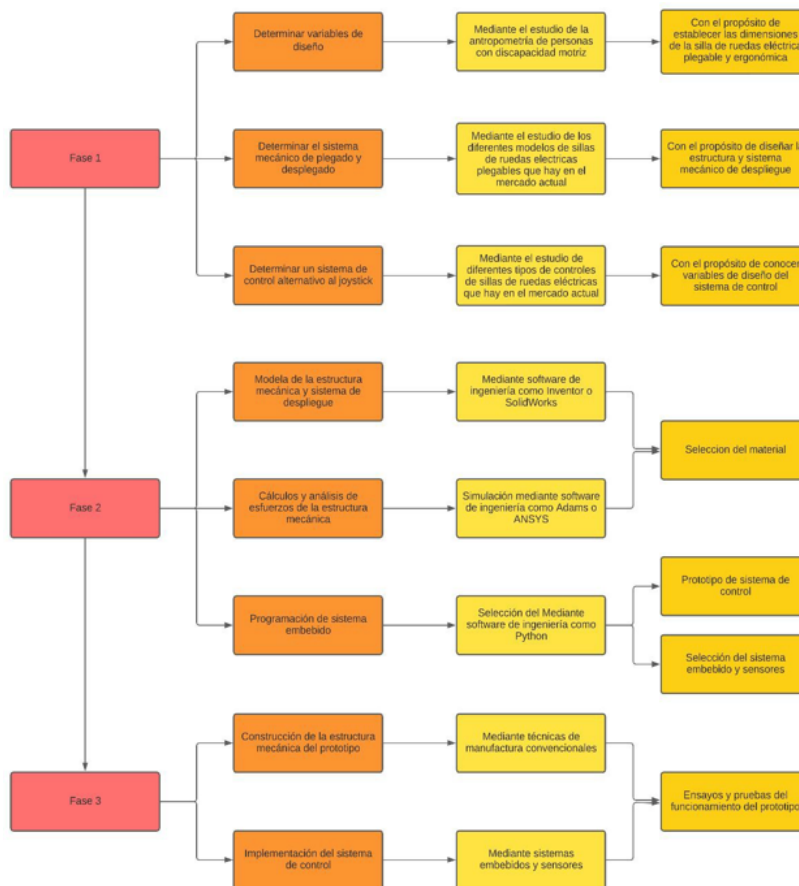 Determinar variables de
diseño
Mediante el estudio de la
antropometría de personas
con discapacidad motriz
Con el propósito de
establecer las dimensiones
de la silla de ruedas eléctrica
plegable y ergonómica
Fase 1
Determinar el sistema
mecánico de plegado y
desplegado
Mediante el estudio de los
diferentes modelos de sillas
de ruedas electricas
plegables que hay en el
mercado actual
Con el propósito de diseñar l
estructura y sistema
mecánico de despliegue
Determinar un sistema de
control alternativo al joystick
Mediante el estudio de
diferentes tipos de controles
de sillas de ruedas eléctricas
que hay en el mercado actual
Con el propósito de conocer
variables de diseño del
sistema de control
Modela de la estructura
mecánica y sistema de
despliegue
Mediante software de
ingeniería como Inventor o
SolidWorks
Seleccion del material
Fase 2
Cálculos y análisis de
esfuerzos de la estructura
mecánica
Simulación mediante software
de ingeniería como Adams o
ANSYS
Programación de sistema
embebido
Selección del Mediante
software de ingeniería como
Python
Prototipo de sistema de
control
Selección del sistema
embebido y sensores
Construcción de la estructura
mecánica del prototipo
Mediante técnicas de
manufactura convencionales
Fase 3
Ensayos y pruebas del
funcionamiento del prototipo
Implementación del sistema
de control
Mediante sistemas
embebidos y sensores